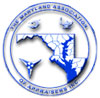 THE MARYLAND ASSOCIATION
OF APPRAISERS INC